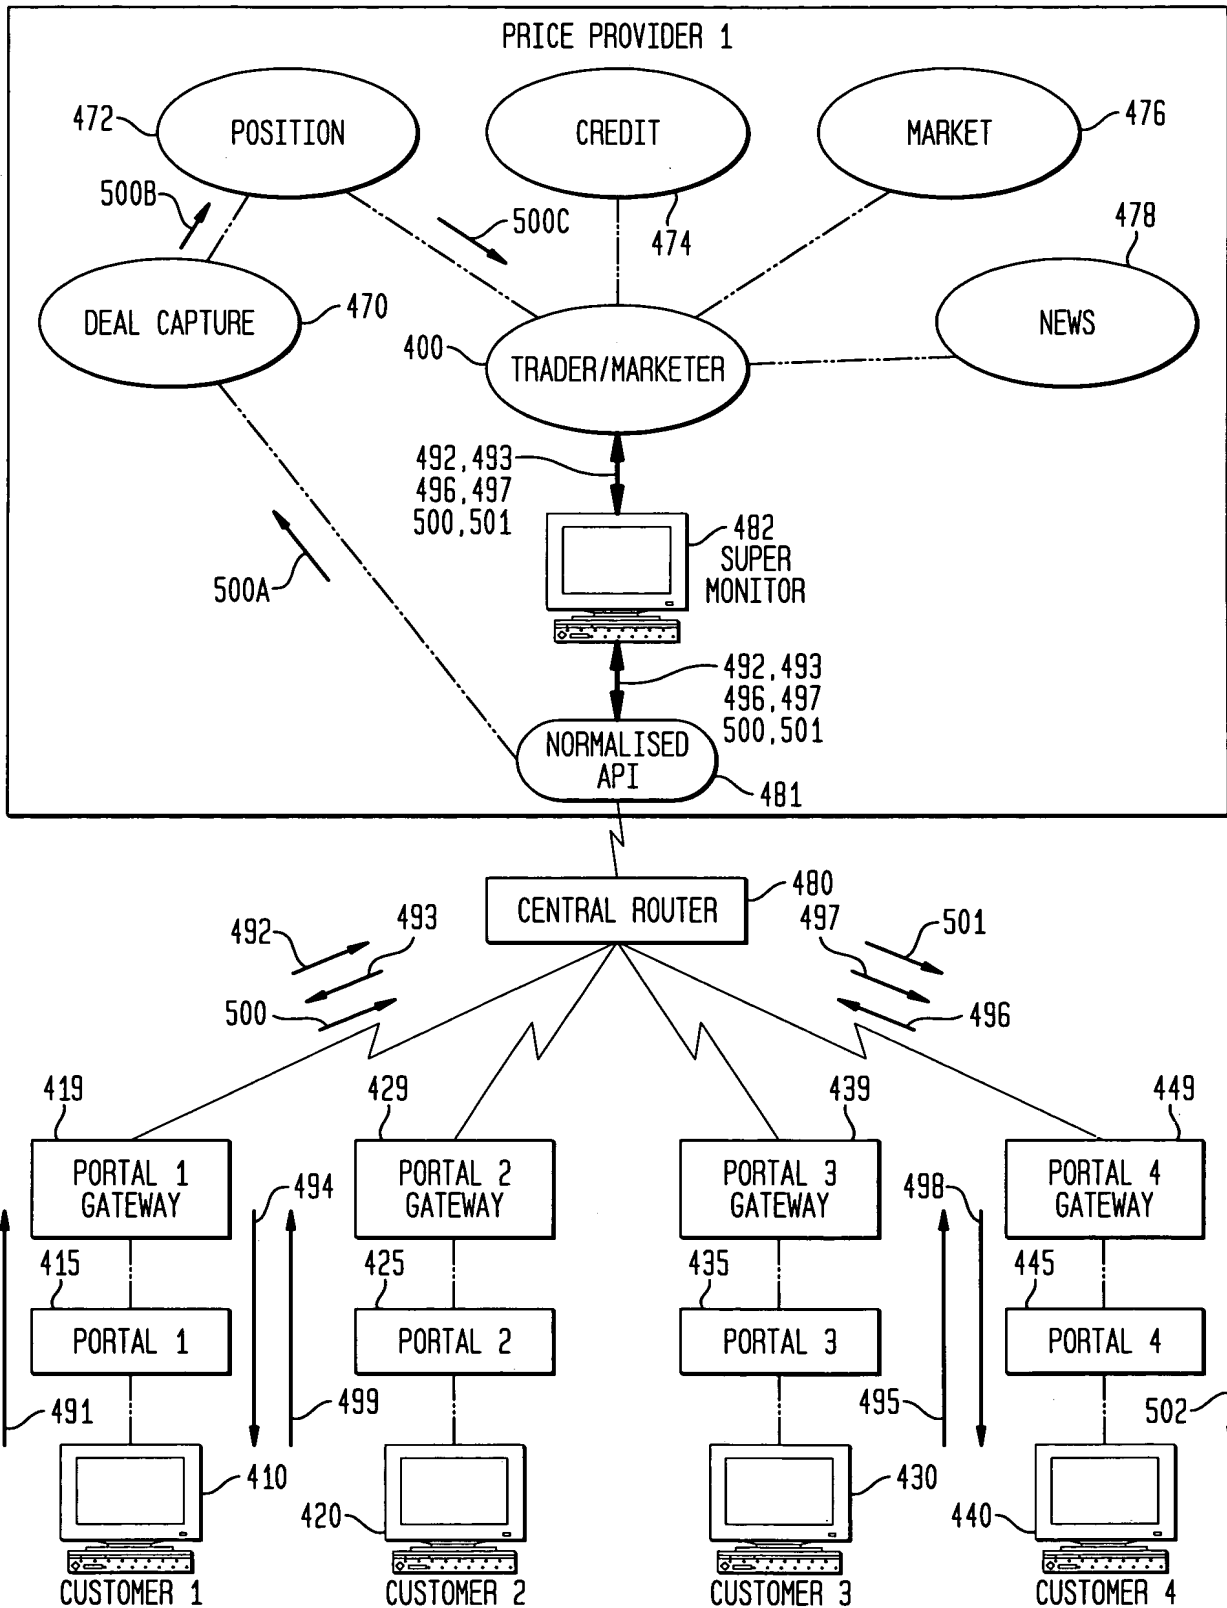 PRICE PROVIDER 1
472
POSITION
CREDIT
MARKET
476
500B
500C
474
478
DEAL CAPTURE
470
400
TRADER/MARKETER
NEWS
492,493
496,497
500,501
482
SUPER
MONITOR
500A
492,493
496,497
500,501
NORMALISED
API
481
CENTRAL ROUTER
480
492
493
497
501
500
496
419
429
439
449
PORTAL 1
GATEWAY
494
PORTAL 2
GATEWAY
PORTAL 3
GATEWAY
498
PORTAL 4
GATEWAY
415
425
435
445
PORTAL 1
PORTAL 2
PORTAL 3
PORTAL 4
491
499
495
502
410
420
430
440
CUSTOMER 1
CUSTOMER 2
CUSTOMER 3
CUSTOMER 4